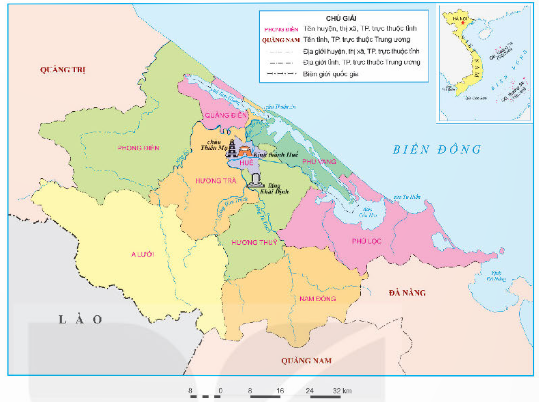 CHÚ GIẢI
PHONG ĐIỀN Tên huyện, thị xã, TP. trực thuộc tỉnh
QUẢNG NAM Tên tỉnh, TP. trực thuộc Trung ương
Địa giới huyện, thị xã, TP. trực thuộc tỉnh
Địa giới tỉnh, TP. trực thuộc Trung ương
Biên giới quốc gia
HÀ NỘI
QUẢNG TRỊ
QUẢNG ĐIỀN
PHONG ĐIỀN
chùa
Thiên Mụ
Kinh thành Huế
HUẾ
PHÚ VANG
BIỂN ĐÔNG
HƯƠNG TRÀ
lăng
Khải Định
PHÚ LỘC
HƯƠNG THUỶ
A LƯỚI
NAM ĐÔNG
ĐÀ NẴNG
LÀO
QUẢNG NAM
8 0 8 16 24 32 km